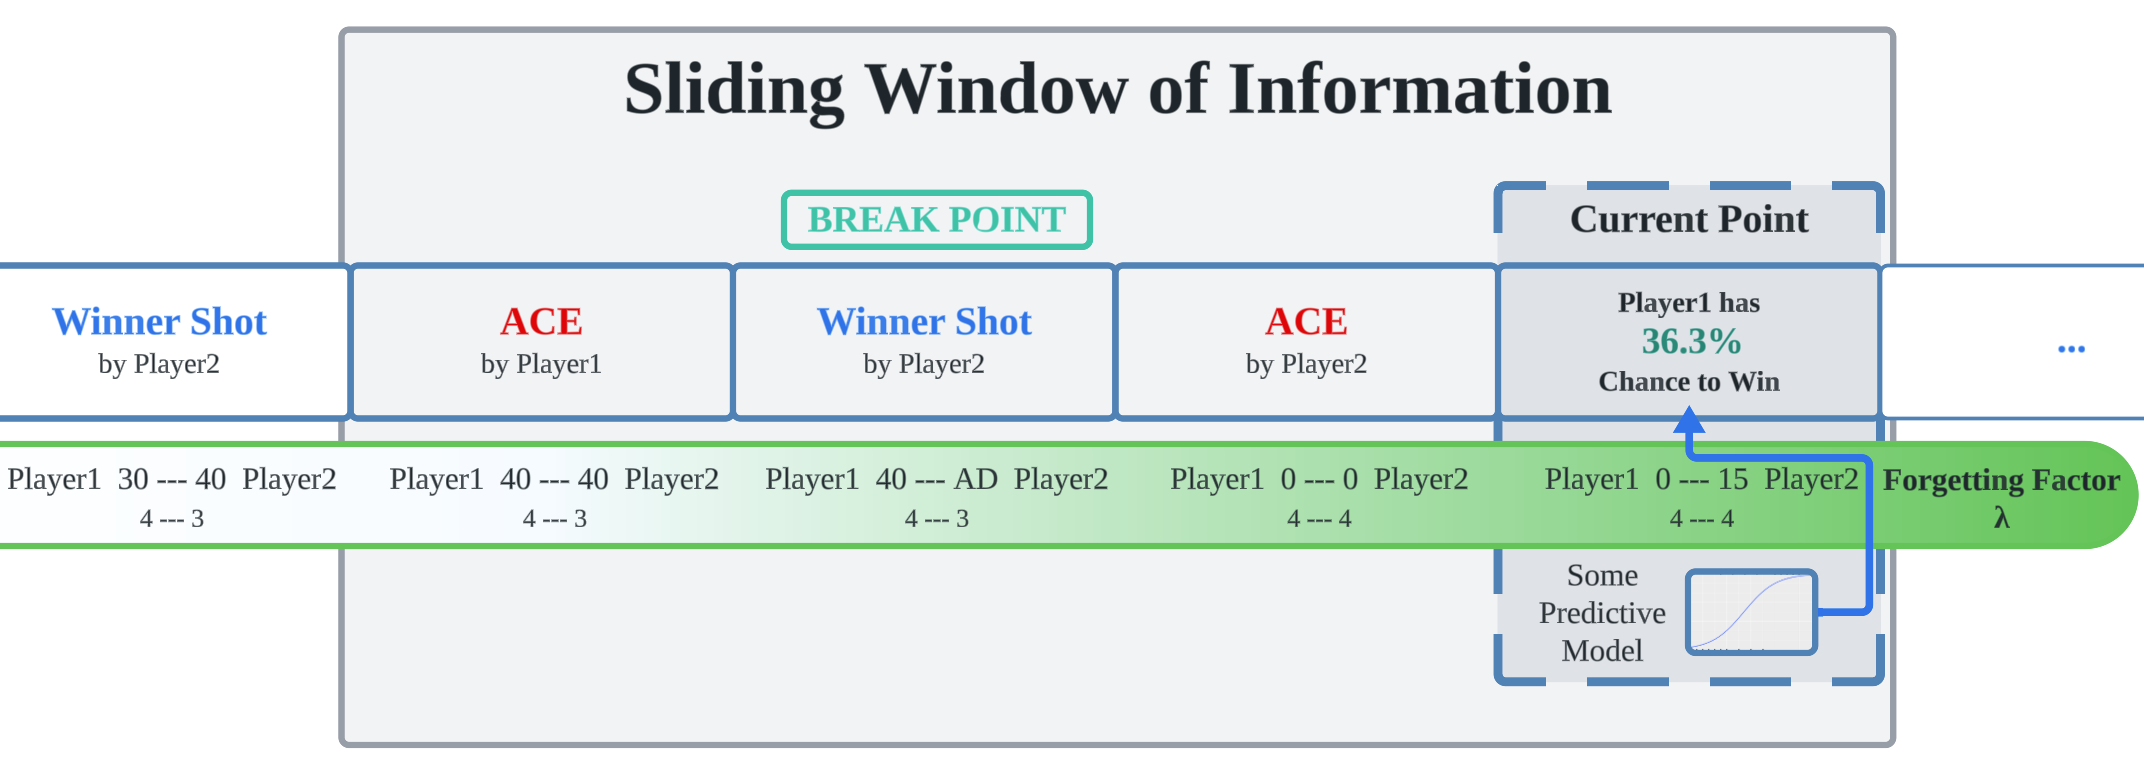 Sliding Window of Information
BREAK POINT
Current Point
Winner Shot
by Player2
ACE
by Player1
Winner Shot
by Player2
ACE
by Player2
Player1 has
36.3%
Chance to Win
...
Player1 30 --- 40 Player2
4 --- 3
Player1 40 --- 40 Player2
4 --- 3
Player1 40 --- AD Player2
4 --- 3
Player1 0 --- 0 Player2
4 --- 4
Player1 0 --- 15 Player2
4 --- 4
Forgetting Factor
λ
Some
Predictive
Model